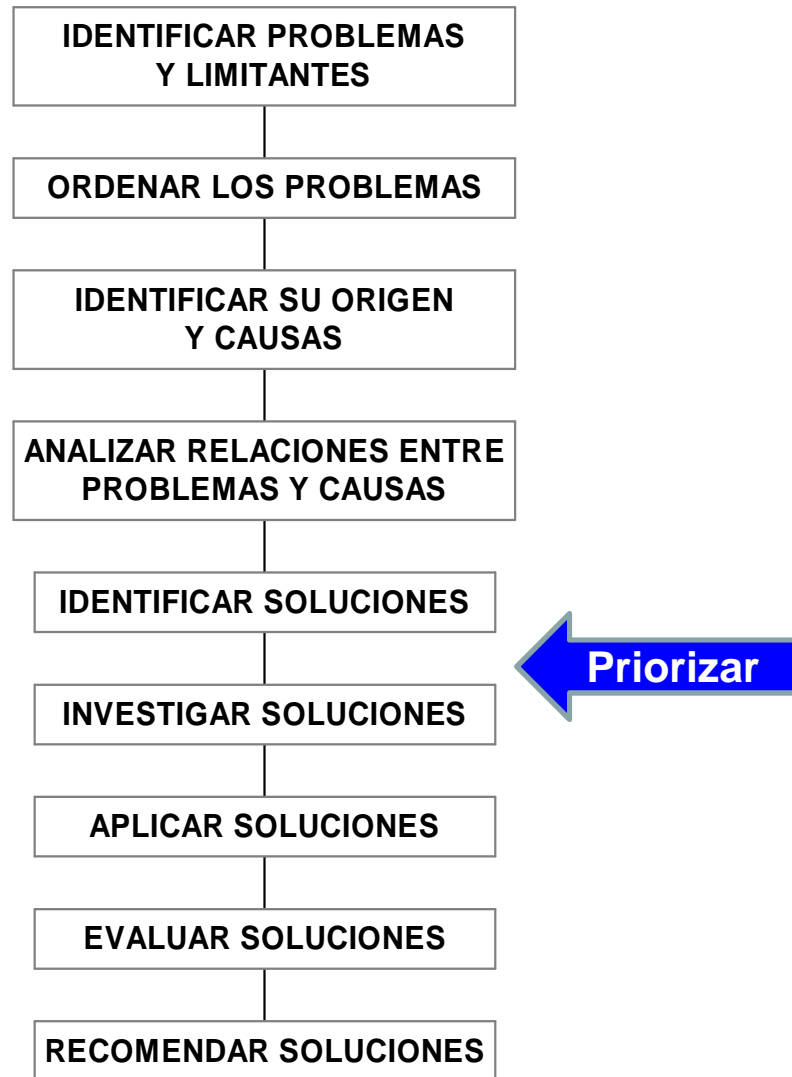 IDENTIFICAR PROBLEMAS
Y LIMITANTES
ORDENAR LOS PROBLEMAS
IDENTIFICAR SU ORIGEN
Y CAUSAS
ANALIZAR RELACIONES ENTRE
PROBLEMAS Y CAUSAS
IDENTIFICAR SOLUCIONES
Priorizar
INVESTIGAR SOLUCIONES
APLICAR SOLUCIONES
EVALUAR SOLUCIONES
RECOMENDAR SOLUCIONES